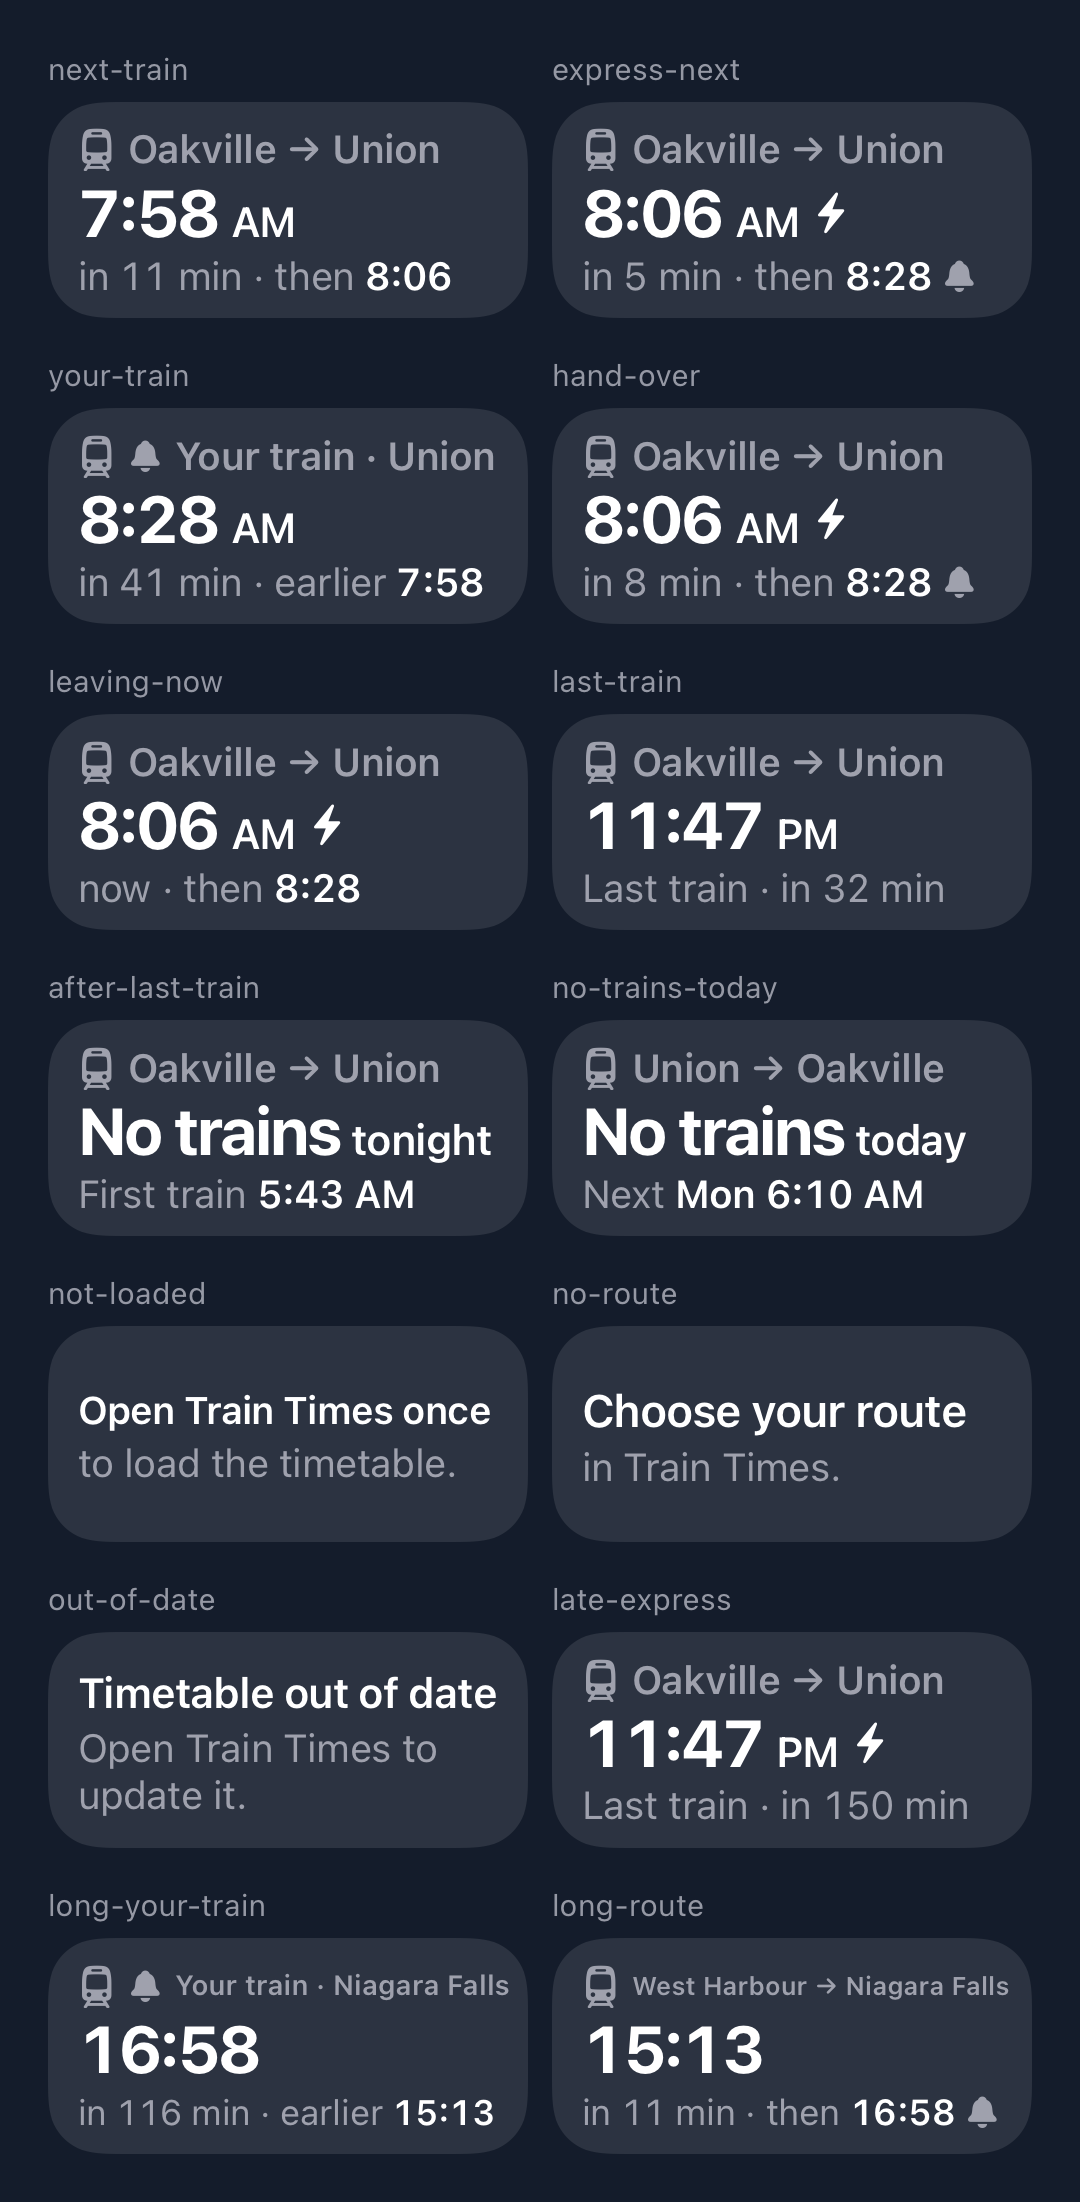 next-train
Oakville → Union
7:58 AM
in 11 min · then 8:06
express-next
Oakville → Union
8:06 AM
in 5 min · then 8:28
your-train
Your train · Union
8:28 AM
in 41 min · earlier 7:58
hand-over
Oakville → Union
8:06 AM
in 8 min · then 8:28
leaving-now
Oakville → Union
8:06 AM
now · then 8:28
last-train
Oakville → Union
11:47 PM
Last train · in 32 min
after-last-train
Oakville → Union
No trains tonight
First train 5:43 AM
no-trains-today
Union → Oakville
No trains today
Next Mon 6:10 AM
not-loaded
Open Train Times once
to load the timetable.
no-route
Choose your route
in Train Times.
out-of-date
Timetable out of date
Open Train Times to
update it.
late-express
Oakville → Union
11:47 PM
Last train · in 150 min
long-your-train
Your train · Niagara Falls
16:58
in 116 min · earlier 15:13
long-route
West Harbour → Niagara Falls
15:13
in 11 min · then 16:58